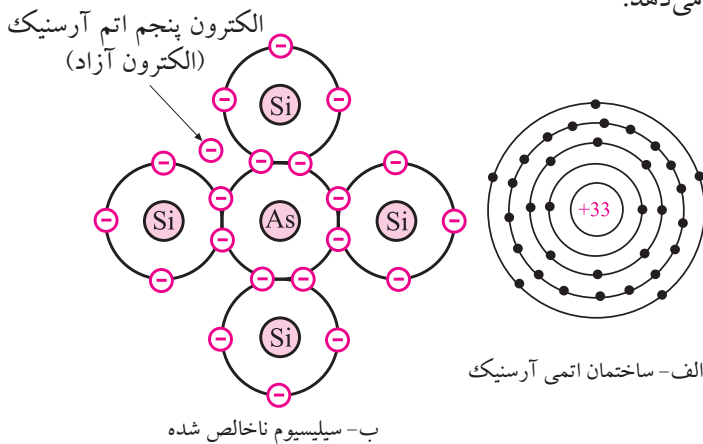 می‌دهد.
الکترون پنجم اتم آرسنیک
(الکترون آزاد)
Si
Si
As
Si
Si
+33
الف- ساختمان اتمی آرسنیک
ب- سیلیسیوم ناخالص شده